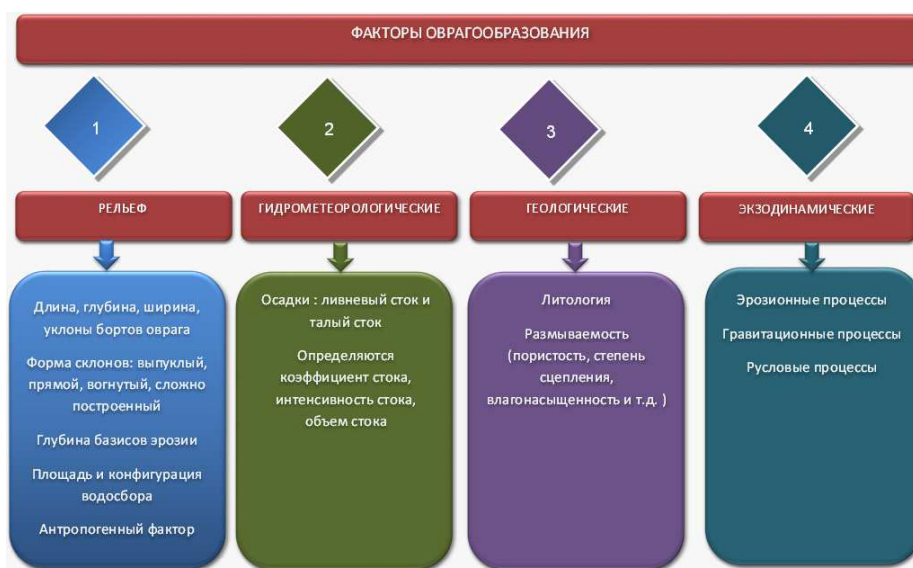 ФАКТОРЫ ОВРАГООБРАЗОВАНИЯ
1
2
3
4
РЕЛЬЕФ
ГИДРОМЕТЕОРОЛОГИЧЕСКИЕ
ГЕОЛОГИЧЕСКИЕ
ЭКЗОДИНАМИЧЕСКИЕ
Длина, глубина, ширина,
уклоны бортов оврага
Форма склонов: выпуклый,
прямой, вогнутый, сложно
построенный
Глубина базисов эрозии
Площадь и конфигурация
водосбора
Антропогенный фактор
Осадки : ливневый сток и
талый сток
Определяются
коэффициент стока,
интенсивность стока,
объем стока
Литология
Размываемость
(пористость, степень
сцепления,
влагонасыщенность и т.д. )
Эрозионные процессы
Гравитационные процессы
Русловые процессы